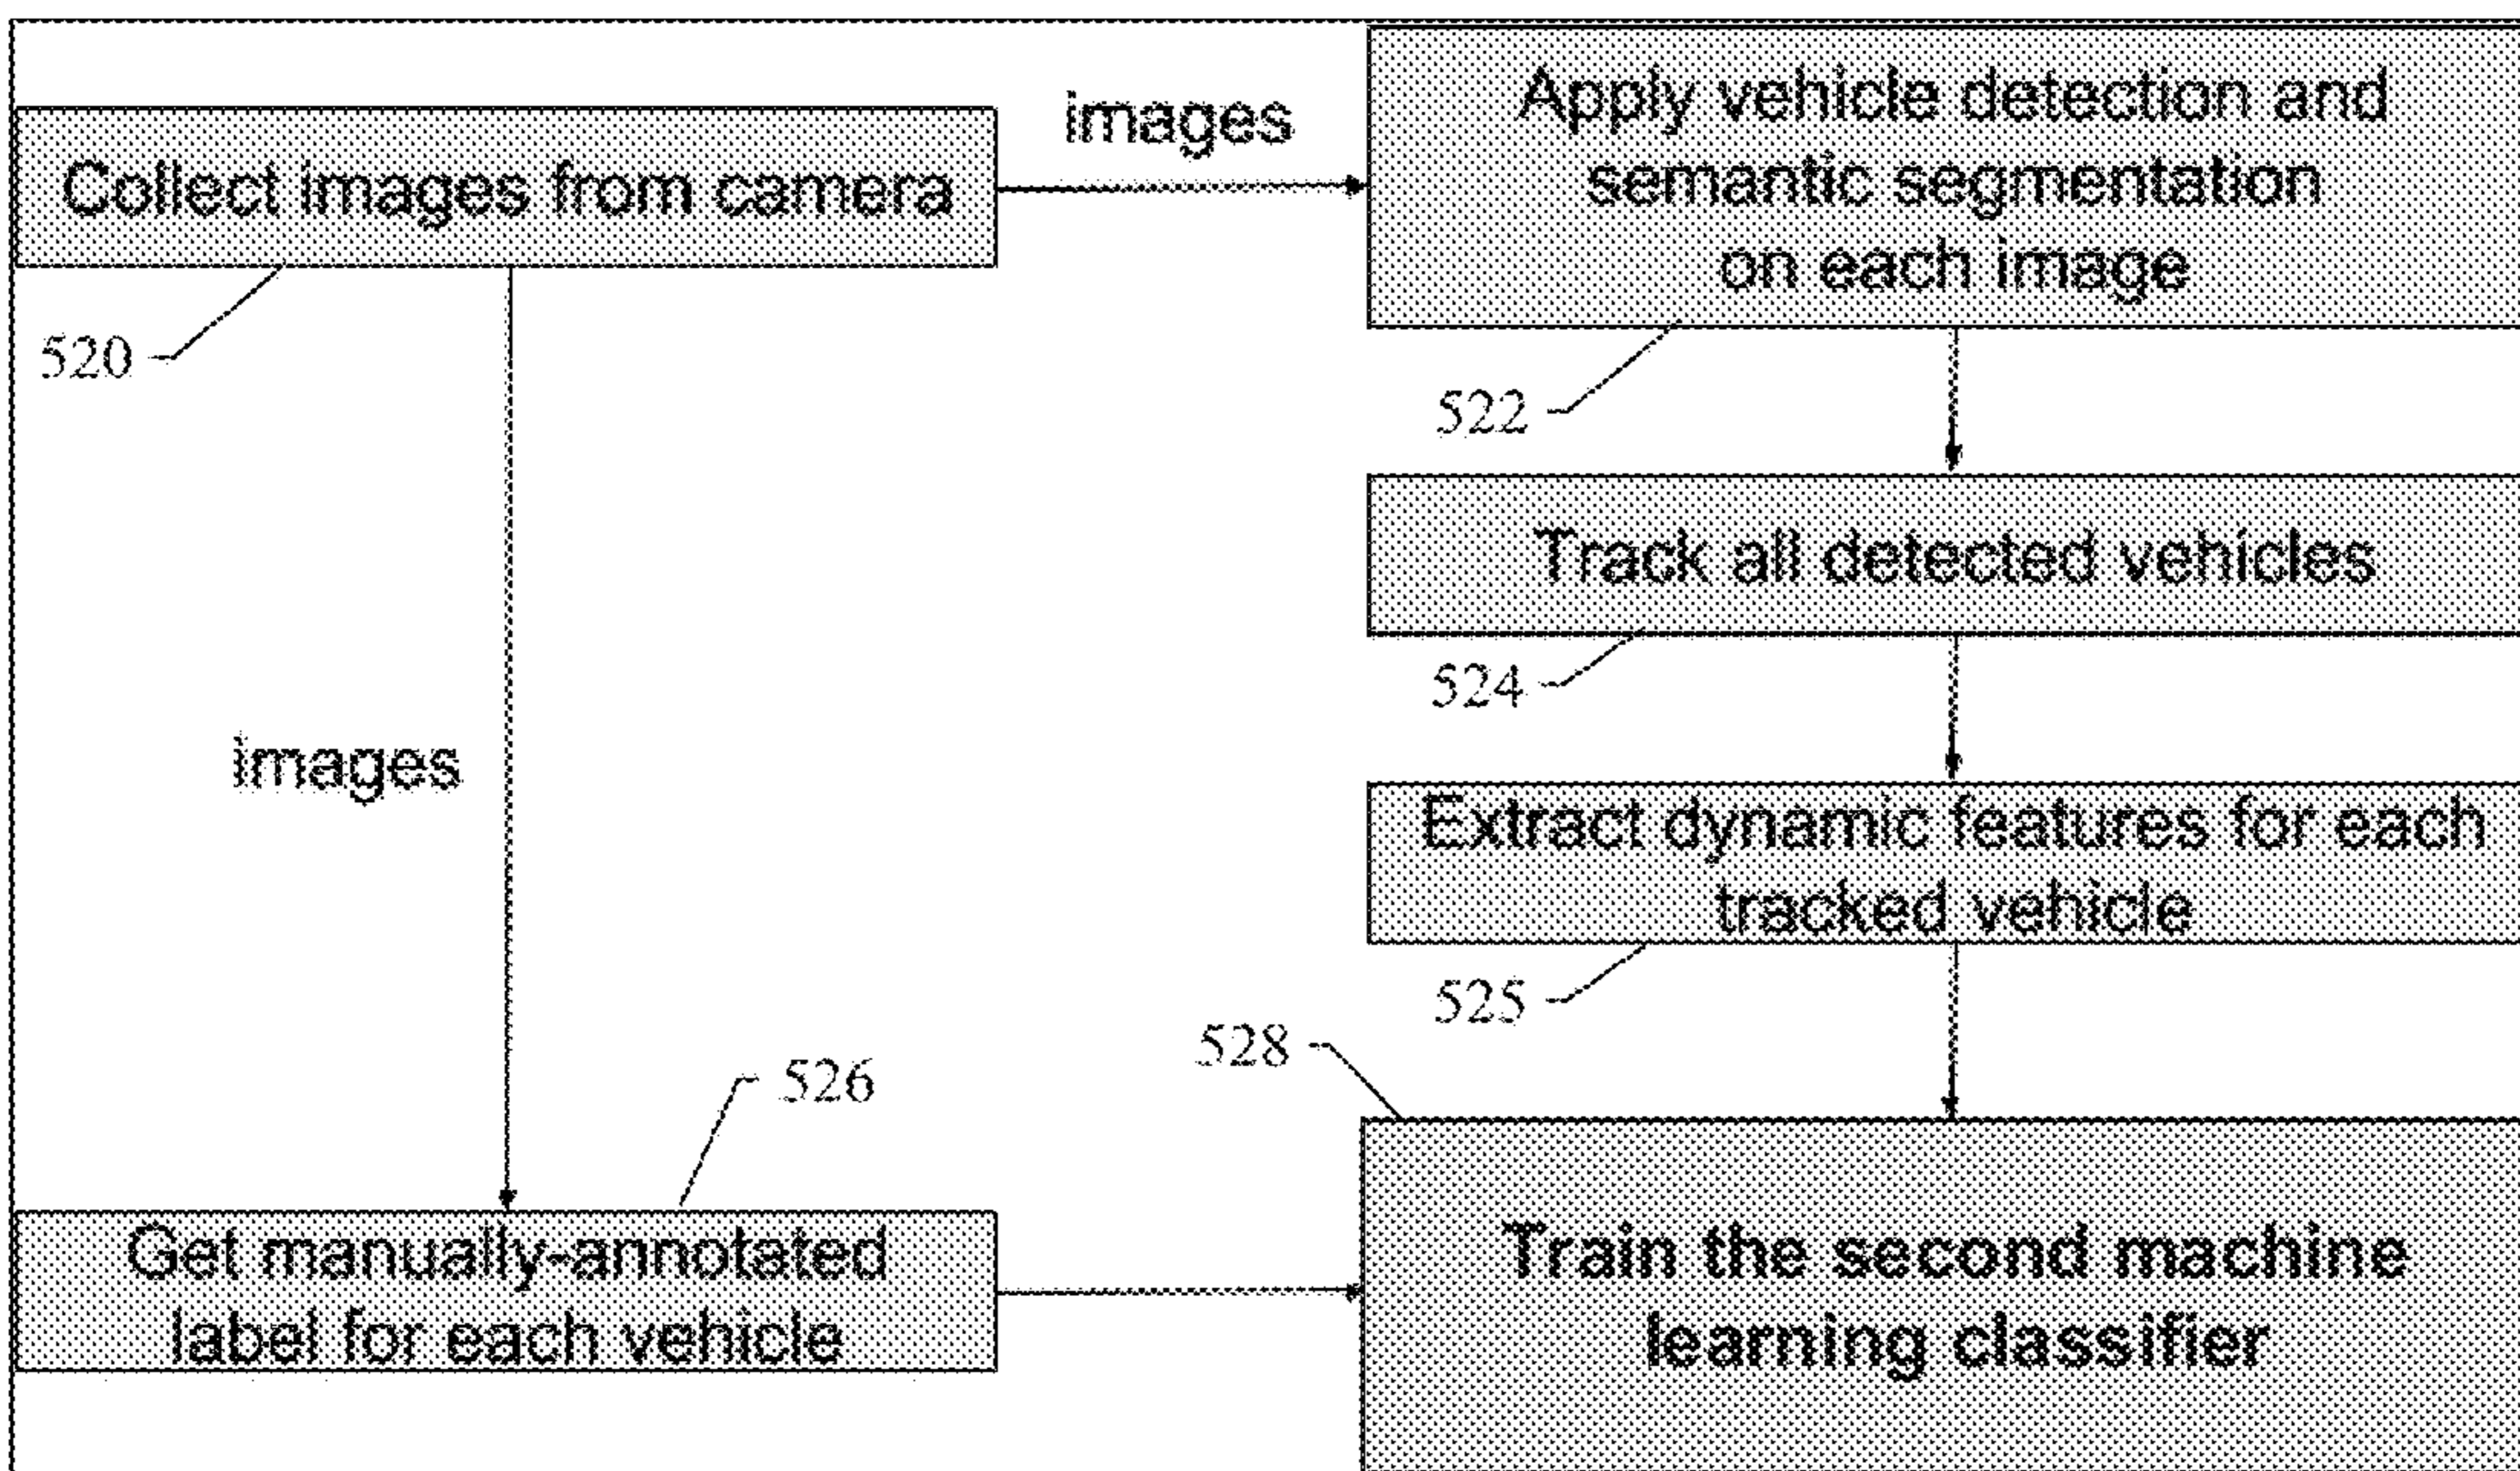 Collect images from camera
520
images
Apply vehicle detection and
semantic segmentation
on each image
522
Track all detected vehicles
524
Extract dynamic features for each
tracked vehicle
525
images
526
Get manually-annotated
label for each vehicle
528
Train the second machine
learning classifier